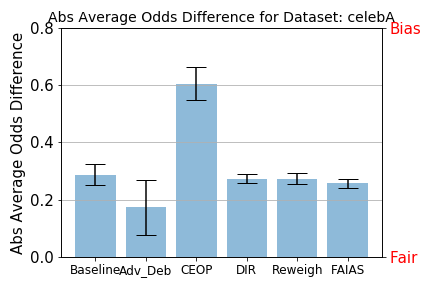 Abs Average Odds Difference for Dataset: celebA
Abs Average Odds Difference
0.8
0.6
0.4
0.2
0.0
Bias
Fair
Baseline Adv_Deb CEOP DIR Reweigh FAIAS